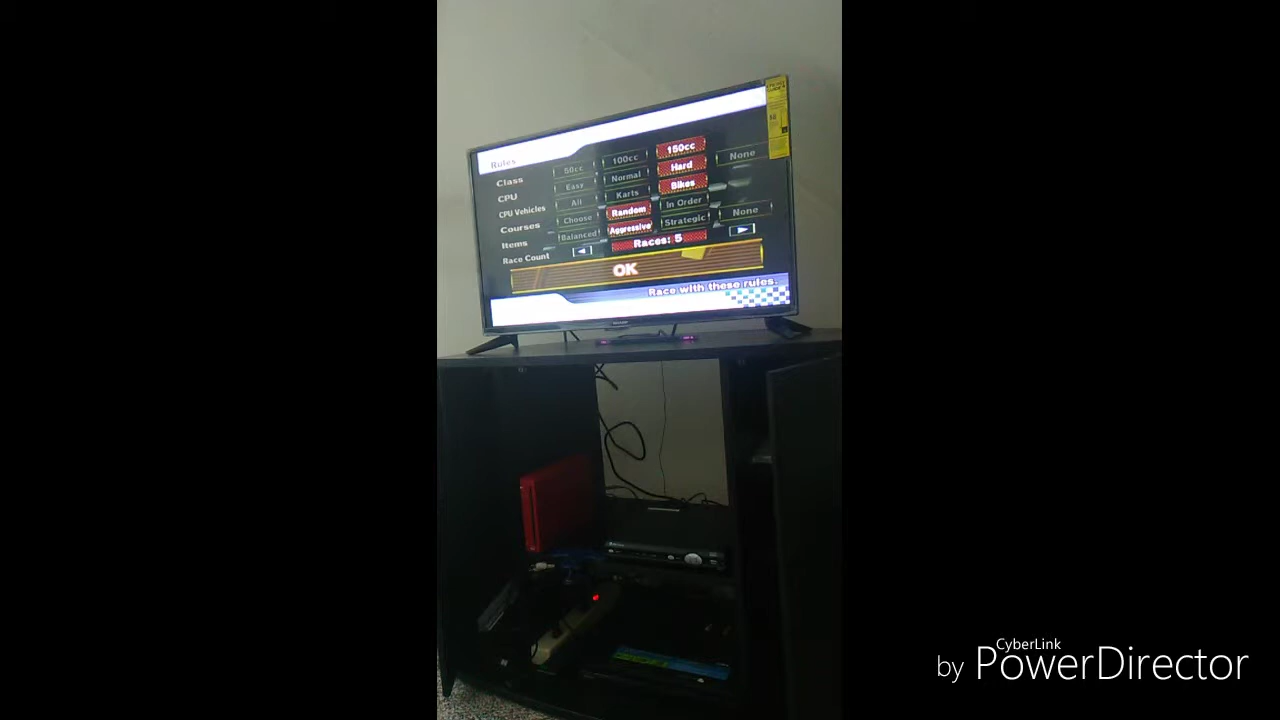 Rules
Class 50cc 100cc 150cc
CPU Easy Normal Hard None
CPU Vehicles All Karts Bikes
Courses Choose Random In Order
Items Balanced Aggressive Strategic None
Race Count Races: 5
OK
Race with these rules.
CyberLink
by PowerDirector